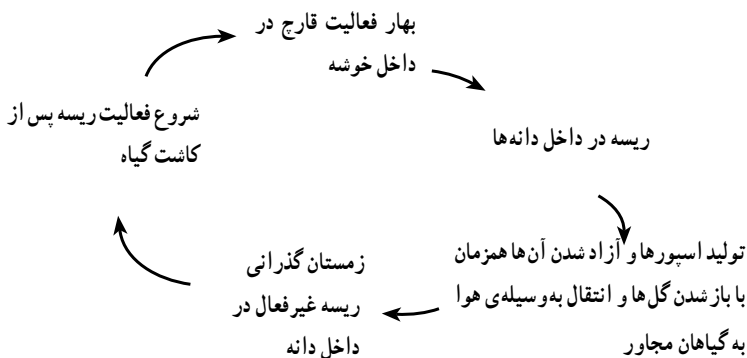 بهار فعالیت قارچ در
داخل خوشه
ریسه در داخل دانه‌ها
تولید اسپورها و آزاد شدن آن‌ها همزمان
با باز شدن گل‌ها و انتقال به‌وسیله‌ی هوا
به گیاهان مجاور
زمستان گذرانی
ریسه غیرفعال در
داخل دانه
شروع فعالیت ریسه پس از
کاشت گیاه